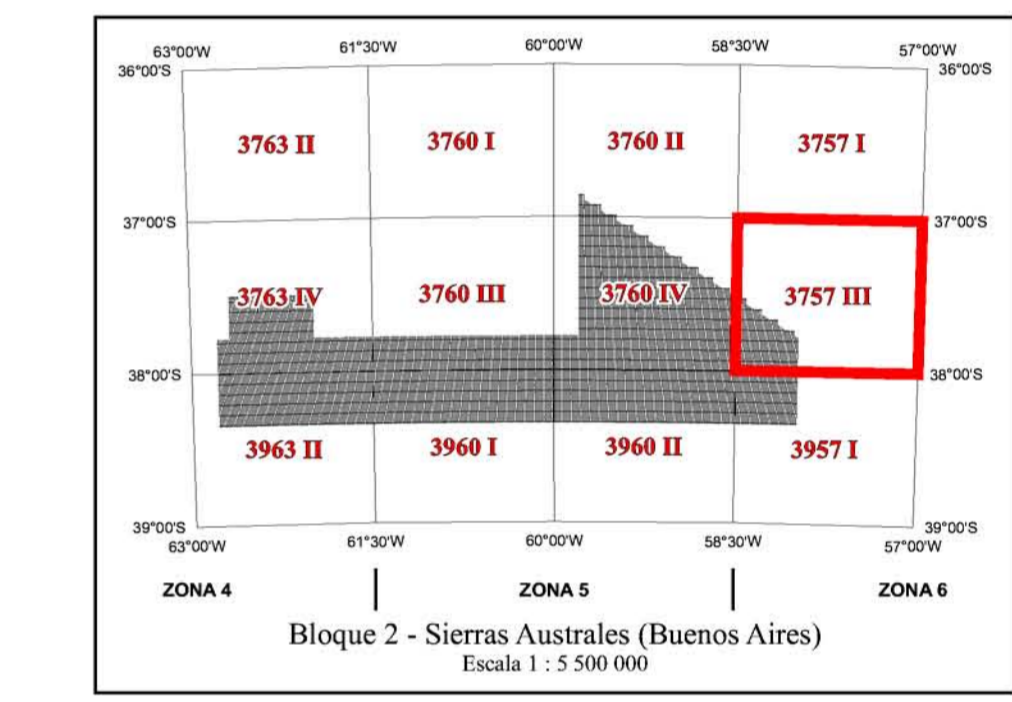 63°00'W 61°30'W 60°00'W 58°30'W 57°00'W
36°00'S 36°00'S
3763 II 3760 I 3760 II 3757 I
37°00'S 37°00'S
3763 IV 3760 III 3760 IV 3757 III
38°00'S 38°00'S
3963 II 3960 I 3960 II 3957 I
39°00'S 39°00'S
63°00'W 61°30'W 60°00'W 58°30'W 57°00'W
ZONA 4 ZONA 5 ZONA 6
Bloque 2 - Sierras Australes (Buenos Aires)
Escala 1 : 5 500 000